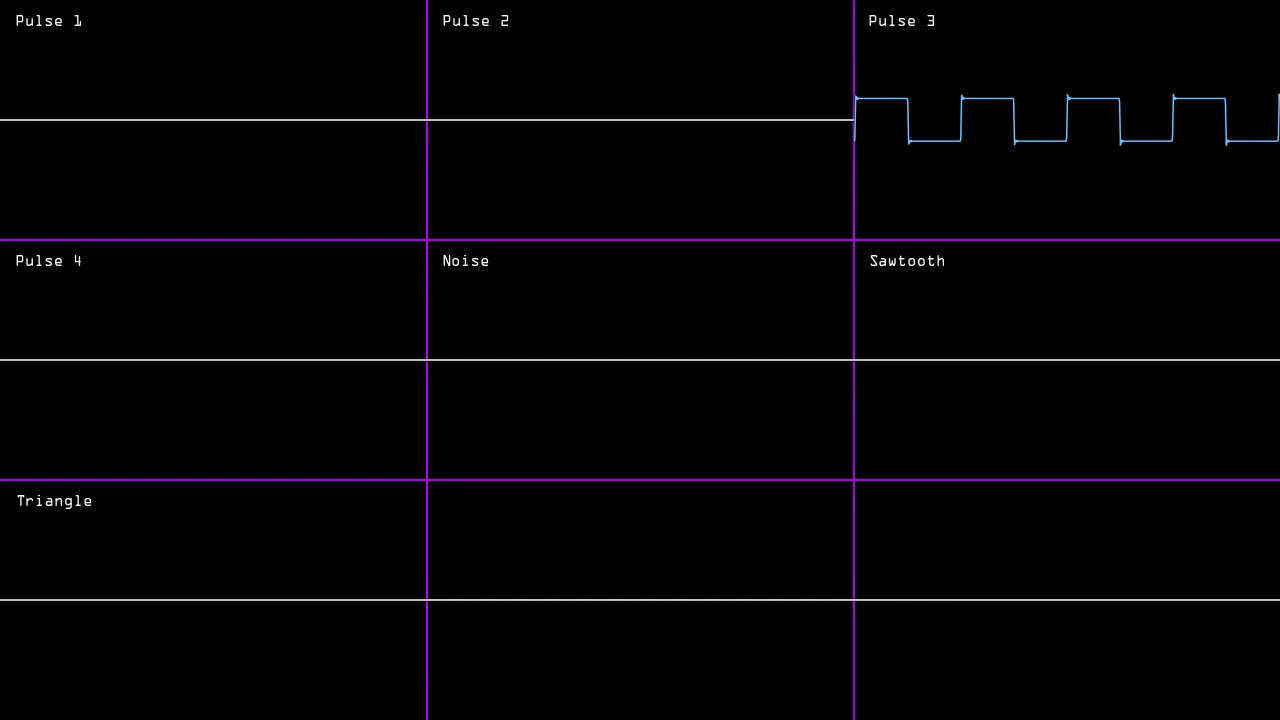 Pulse 1
Pulse 2
Pulse 3
Pulse 4
Noise
Sawtooth
Triangle